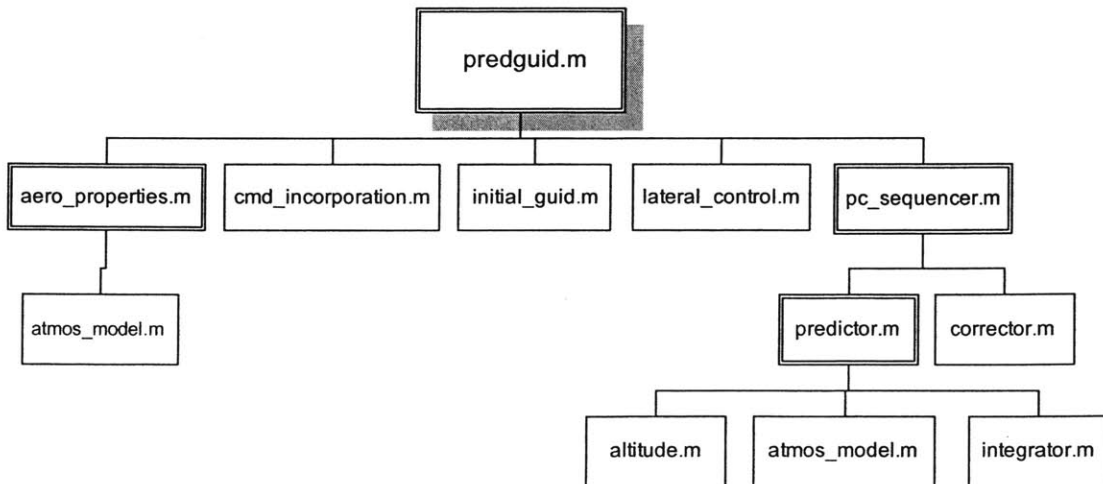 predguid.m
aero_properties.m
cmd_incorporation.m
initial_guid.m
lateral_control.m
pc_sequencer.m
atmos_model.m
predictor.m
corrector.m
altitude.m
atmos_model.m
integrator.m